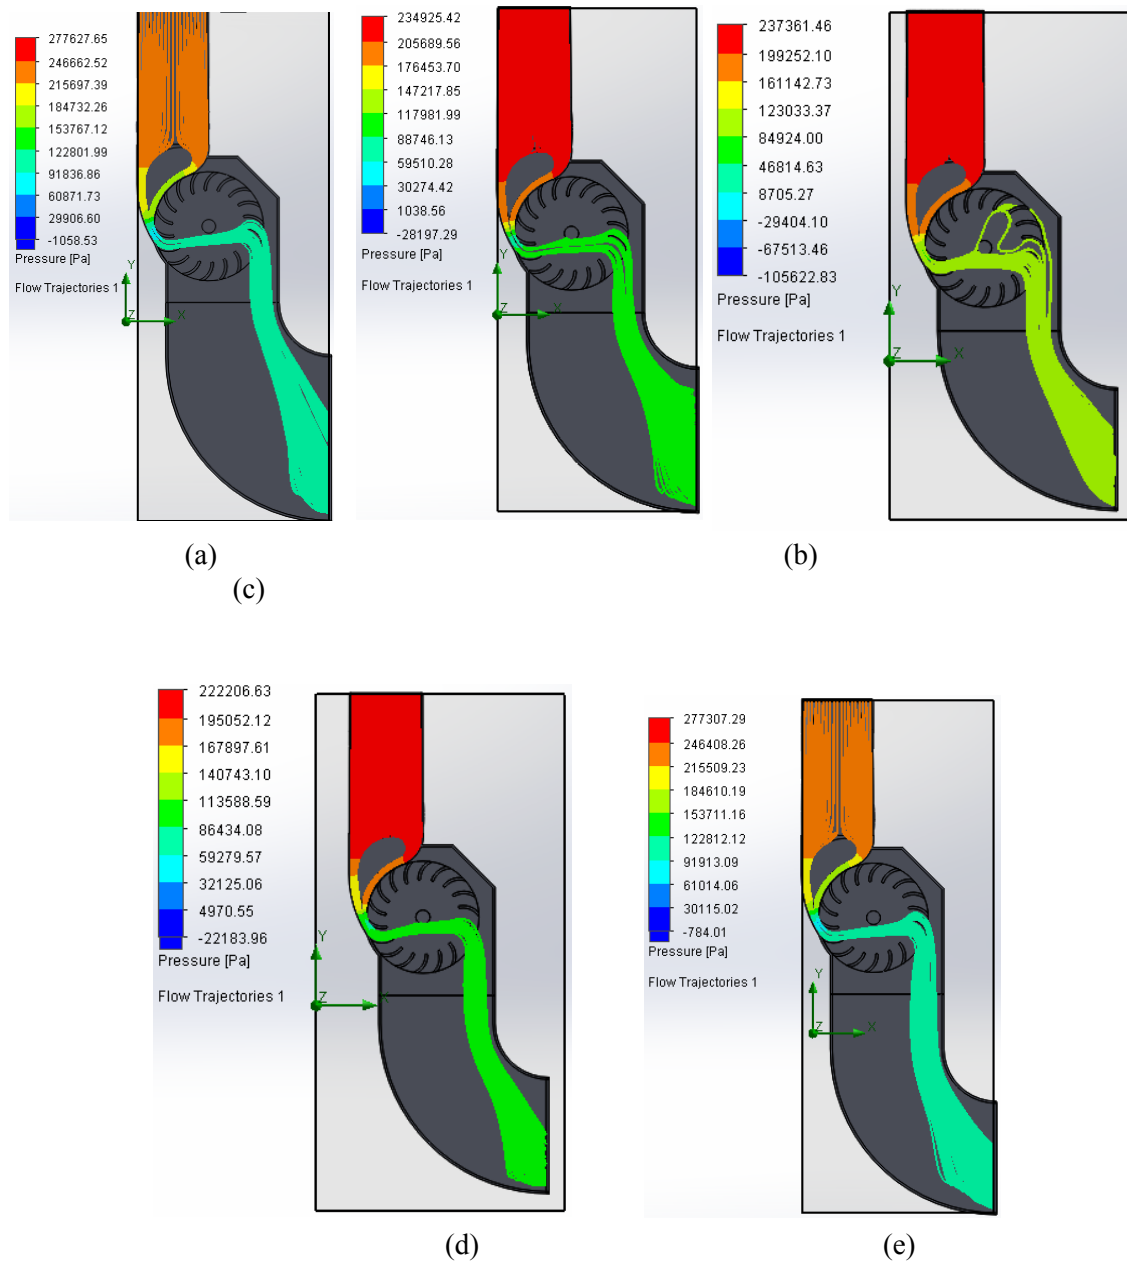 277627.65
246662.52
215697.39
184732.26
153767.12
122801.99
91836.86
60871.73
29906.60
-1058.53
Pressure [Pa]
Flow Trajectories 1
Y
Z
X
234925.42
205689.56
176453.70
147217.85
117981.99
88746.13
59510.28
30274.42
1038.56
-28197.29
Pressure [Pa]
Flow Trajectories 1
Y
Z
X
237361.46
199252.10
161142.73
123033.37
84924.00
46814.63
8705.27
-29404.10
-67513.46
-105622.83
Pressure [Pa]
Flow Trajectories 1
Y
Z
X
(a) (b)
(c)
222206.63
195052.12
167897.61
140743.10
113588.59
86434.08
59279.57
32125.06
4970.55
-22183.96
Pressure [Pa]
Flow Trajectories 1
Y
Z
X
277307.29
246408.26
215509.23
184610.19
153711.16
122812.12
91913.09
61014.06
30115.02
-784.01
Pressure [Pa]
Flow Trajectories 1
Y
Z
X
(d) (e)